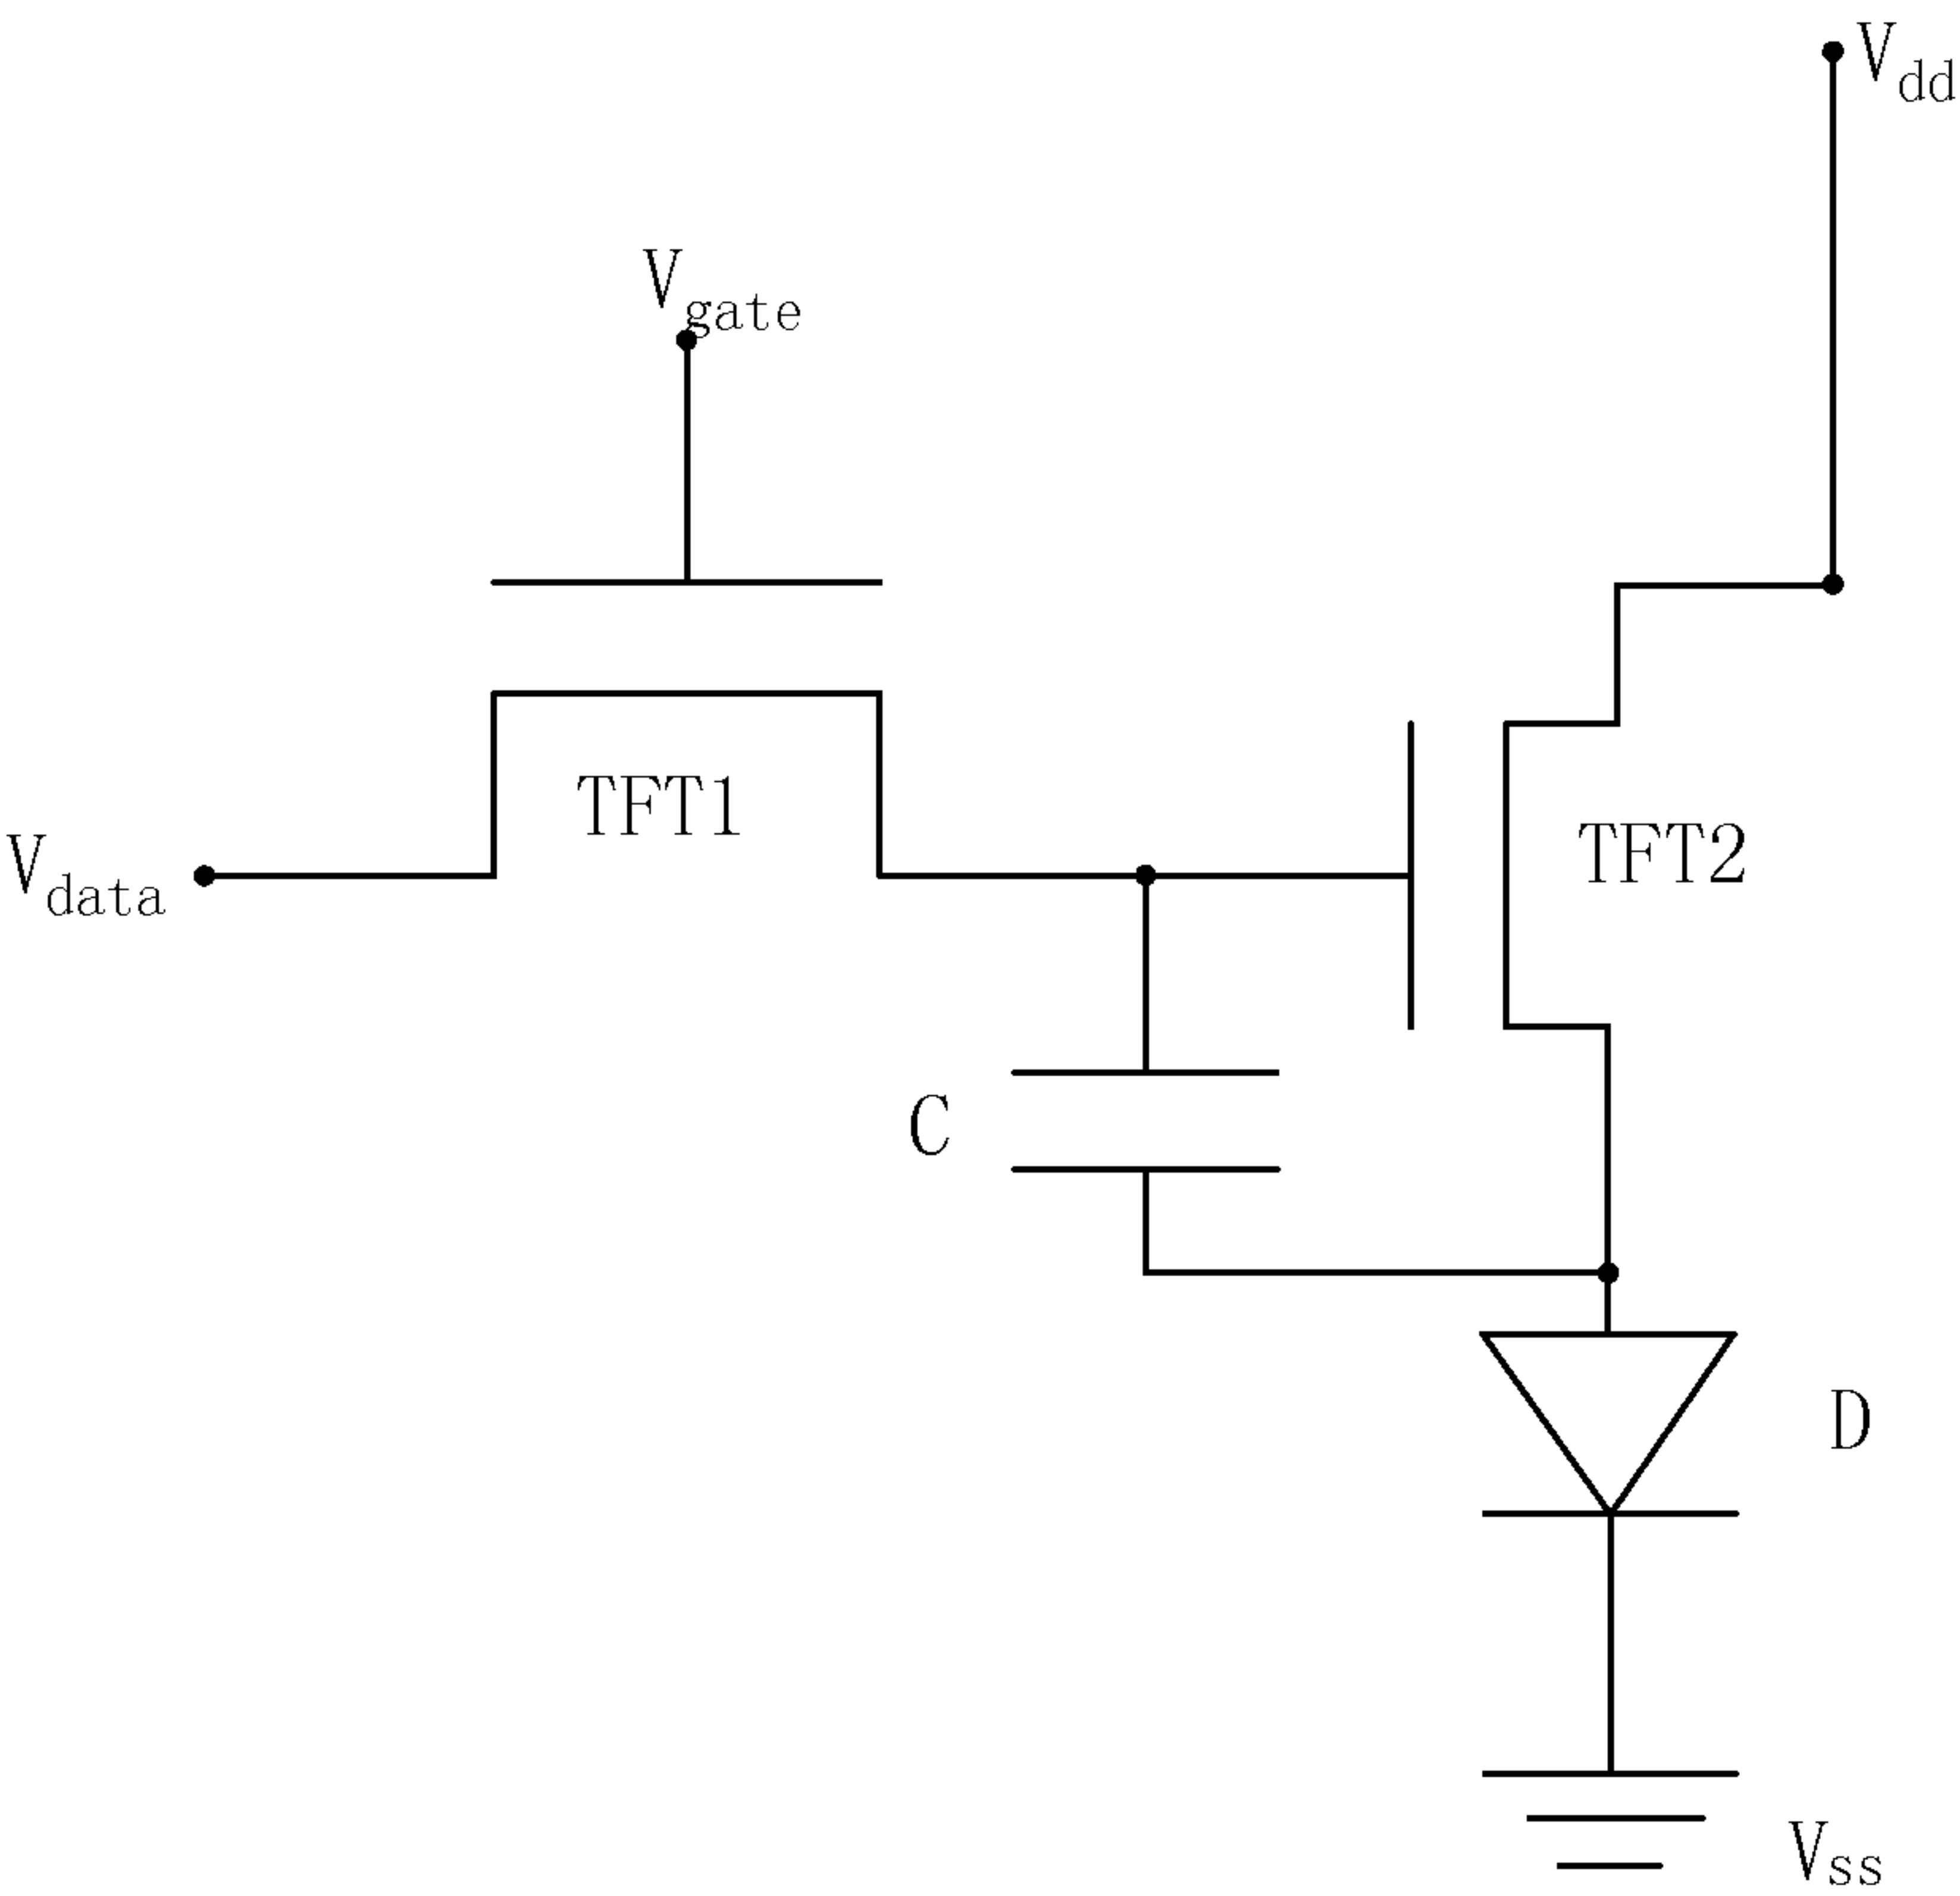 Vdd
Vgate
TFT1
TFT2
Vdata
C
D
Vss